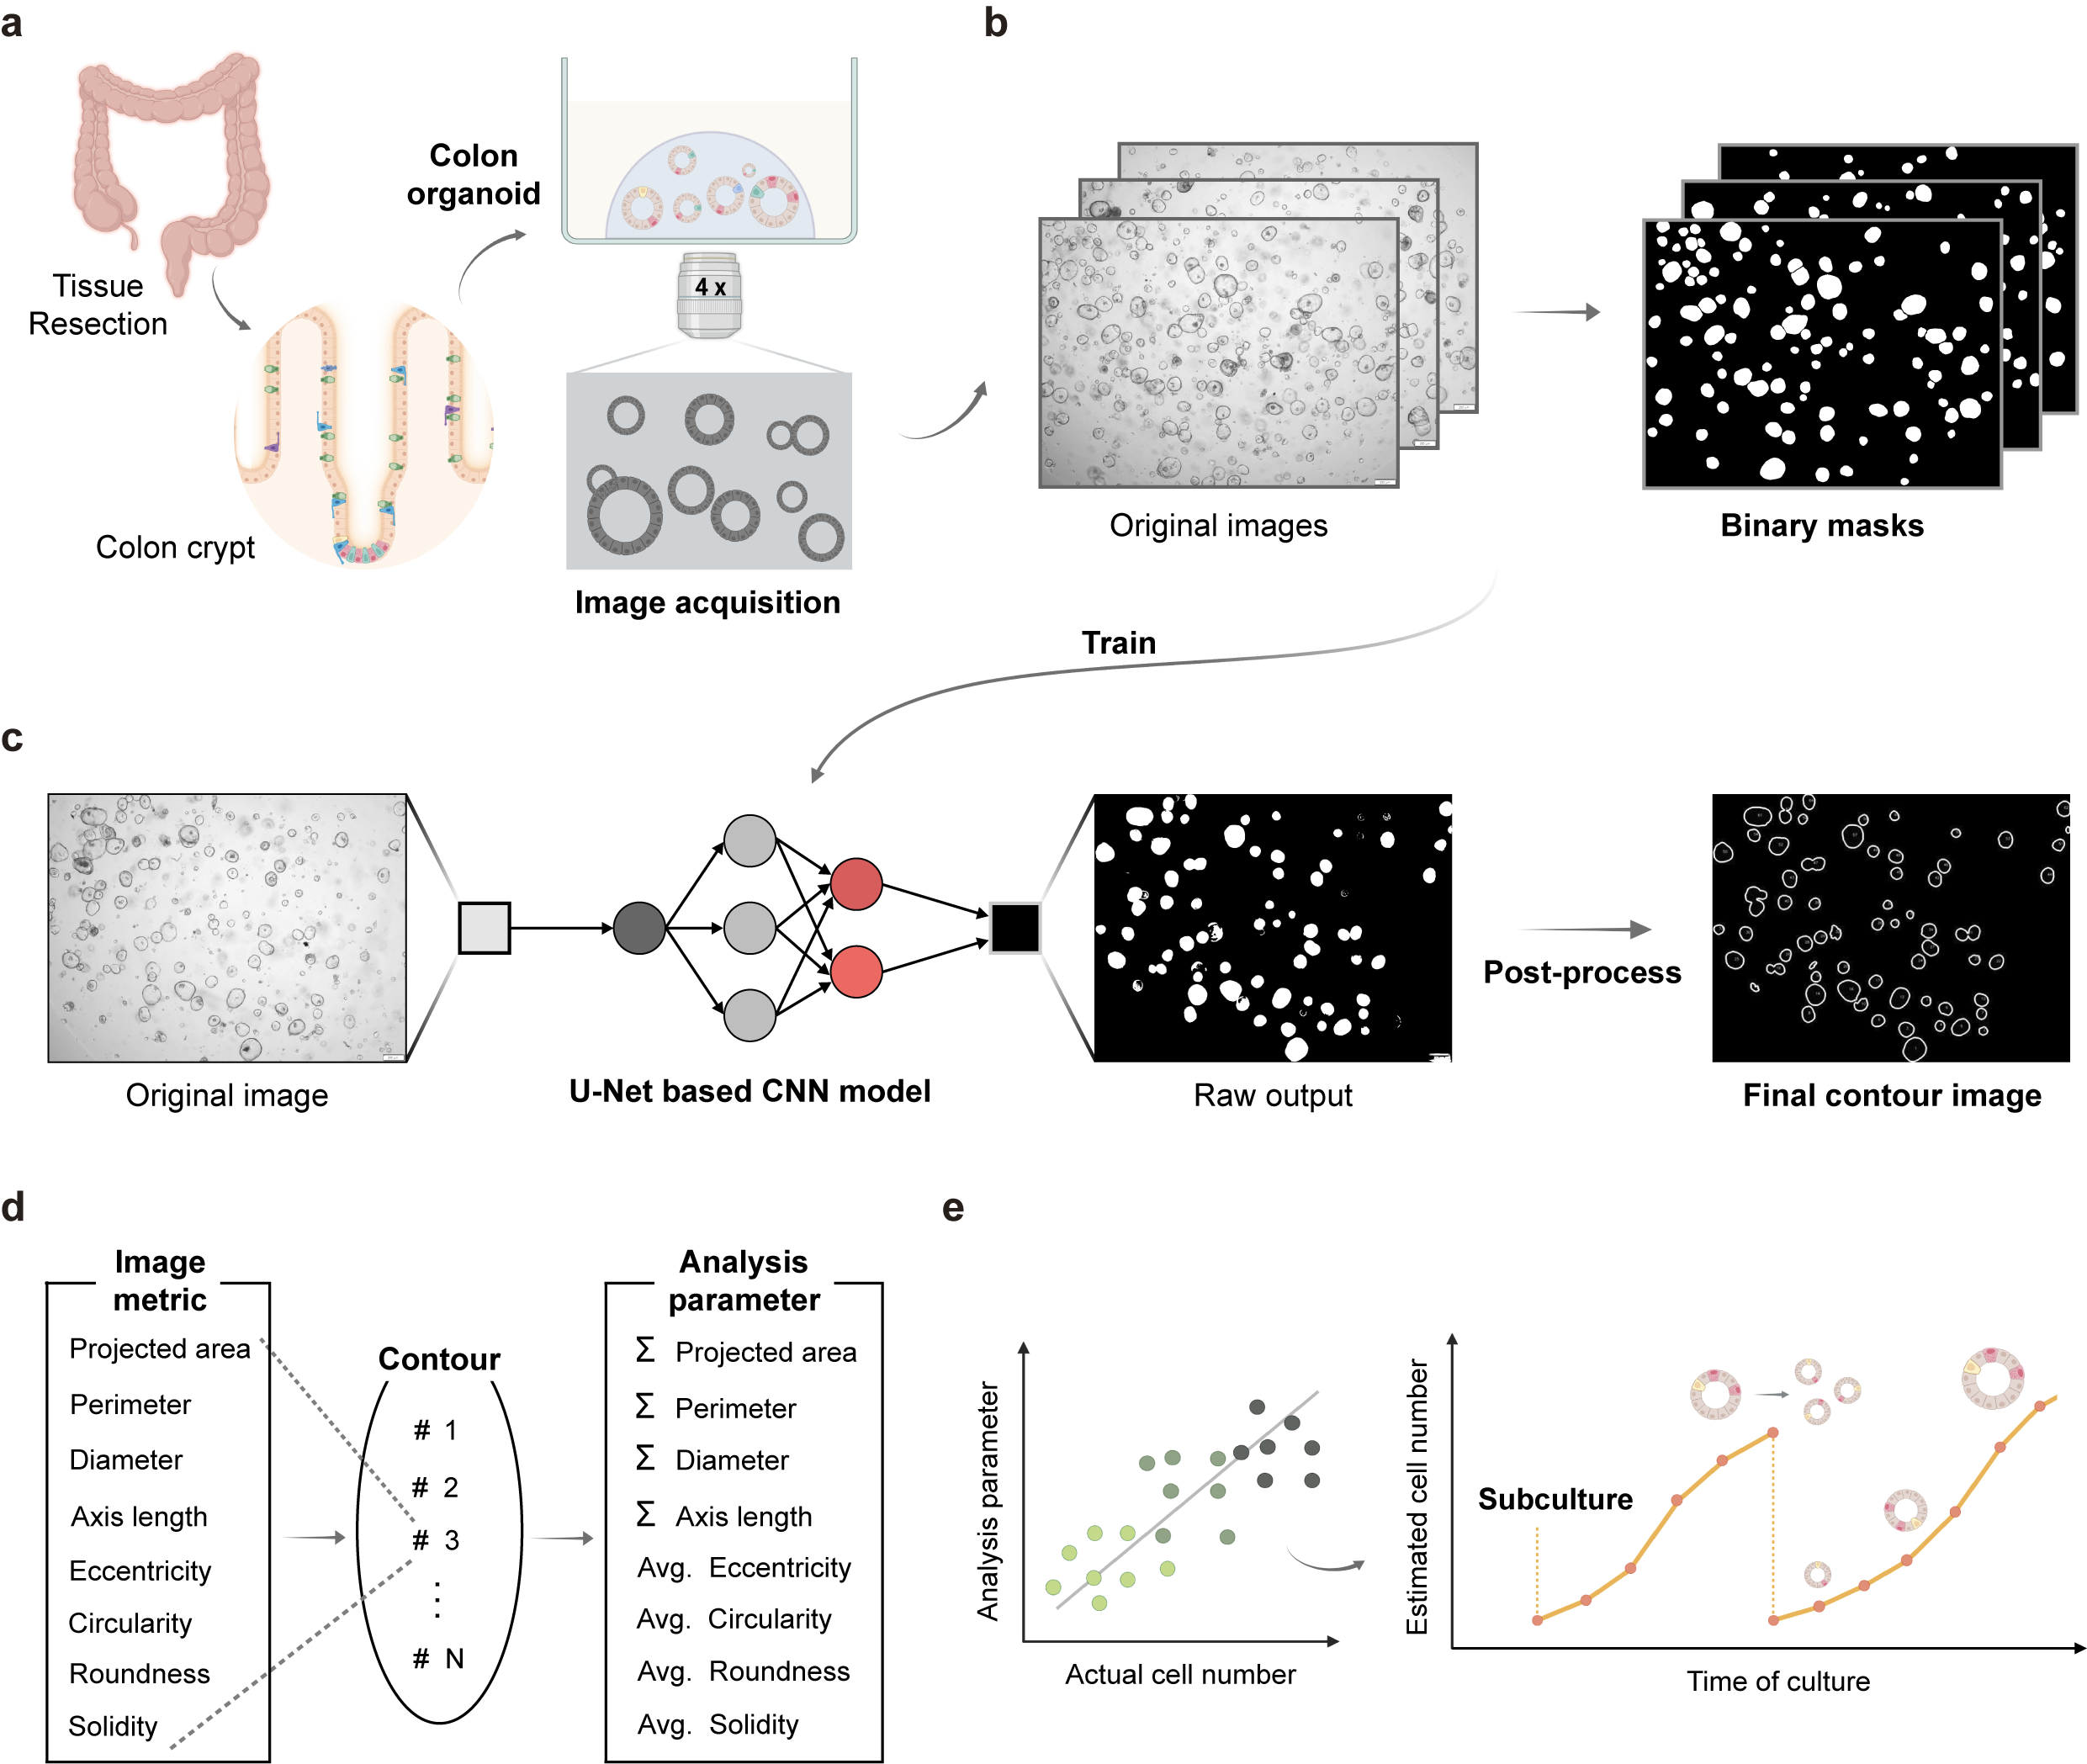 a
Tissue
Resection
Colon crypt
Colon
organoid
4 x
Image acquisition
b
Original images
Binary masks
Train
c
Original image
U-Net based CNN model
Raw output
Post-process
Final contour image
d
Image
metric
Projected area
Perimeter
Diameter
Axis length
Eccentricity
Circularity
Roundness
Solidity
Contour
# 1
# 2
# 3
⋮
# N
Analysis
parameter
Σ Projected area
Σ Perimeter
Σ Diameter
Σ Axis length
Avg. Eccentricity
Avg. Circularity
Avg. Roundness
Avg. Solidity
e
Analysis parameter
Actual cell number
Estimated cell number
Subculture
Time of culture